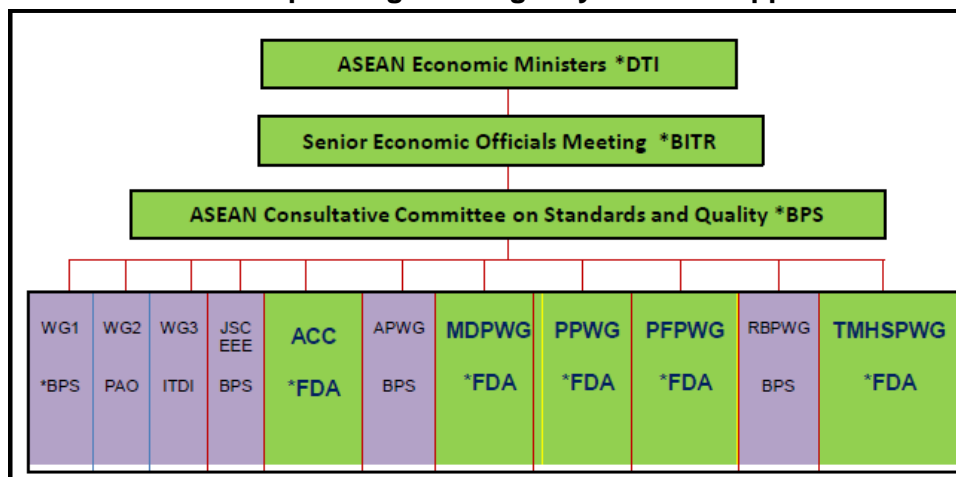 ASEAN Economic Ministers *DTI
Senior Economic Officials Meeting *BITR
ASEAN Consultative Committee on Standards and Quality *BPS
WG1
*BPS
WG2
PAO
WG3
ITDI
JSC
EEE
BPS
ACC
*FDA
APWG
BPS
MDPWG
*FDA
PPWG
*FDA
PFPWG
*FDA
RBPWG
BPS
TMHSPWG
*FDA